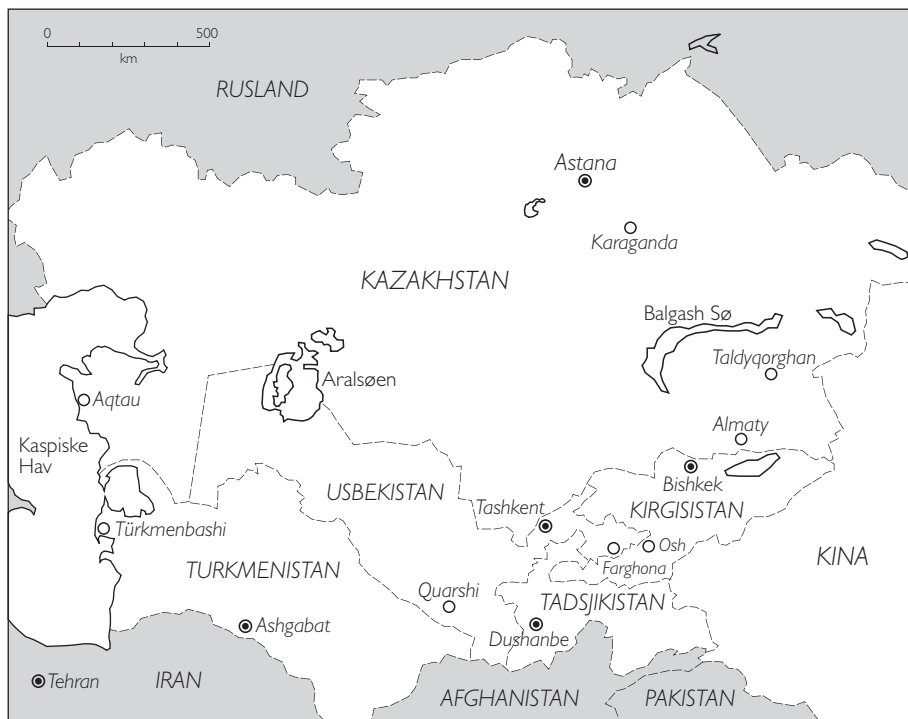 0 500
km
RUSLAND
Astana
Karaganda
KAZAKHSTAN
Balgash Sø
Taldyqorghan
Aralsøen
Aqtau
Almaty
Kaspiske
Hav
Bishkek
USBEKISTAN
Tashkent
KIRGISISTAN
Türkmenbashi
Osh
KINA
Farghona
TURKMENISTAN
Quarshi
TADSJIKISTAN
Ashgabat
Dushanbe
Tehran
IRAN
AFGHANISTAN
PAKISTAN